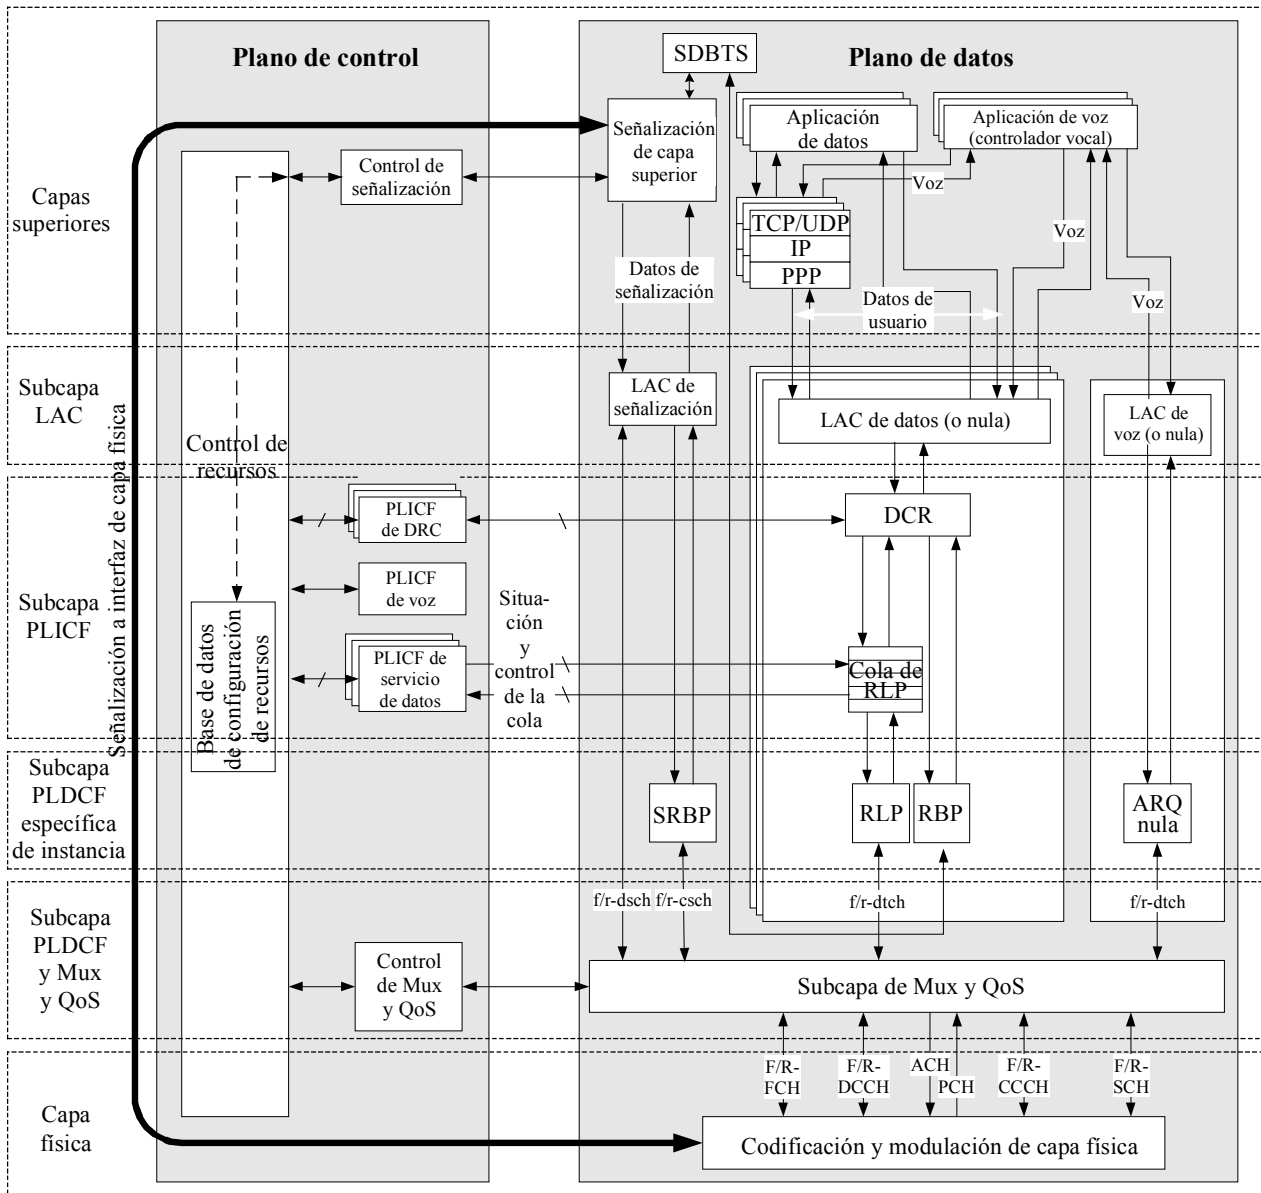 Plano de control
Plano de datos
SDBTS
Señalización
de capa
superior
Aplicación
de datos
Aplicación de voz
(controlador vocal)
Control de
señalización
Capas
superiores
Voz
TCP/UDP
IP
PPP
Voz
Datos de
señalización
Datos de
usuario
Voz
Subcapa
LAC
LAC de
señalización
LAC de datos (o nula)
LAC de
voz (o nula)
Señalización a interfaz de capa física
Control de
recursos
PLICF
de DRC
DCR
Subcapa
PLICF
PLICF
de voz
Situa-
ción
y
control
de la
cola
Base de datos
de configuración
de recursos
PLICF de
servicio
de datos
Cola de
RLP
Subcapa
PLDCF
específica
de instancia
SRBP
RLP
RBP
ARQ
nula
f/r-dsch
f/r-csch
f/r-dtch
f/r-dtch
Subcapa
PLDCF
y Mux
y QoS
Control
de Mux
y QoS
Subcapa de Mux y QoS
F/R-
FCH
F/R-
DCCH
ACH
PCH
F/R-
CCCH
F/R-
SCH
Capa
física
Codificación y modulación de capa física